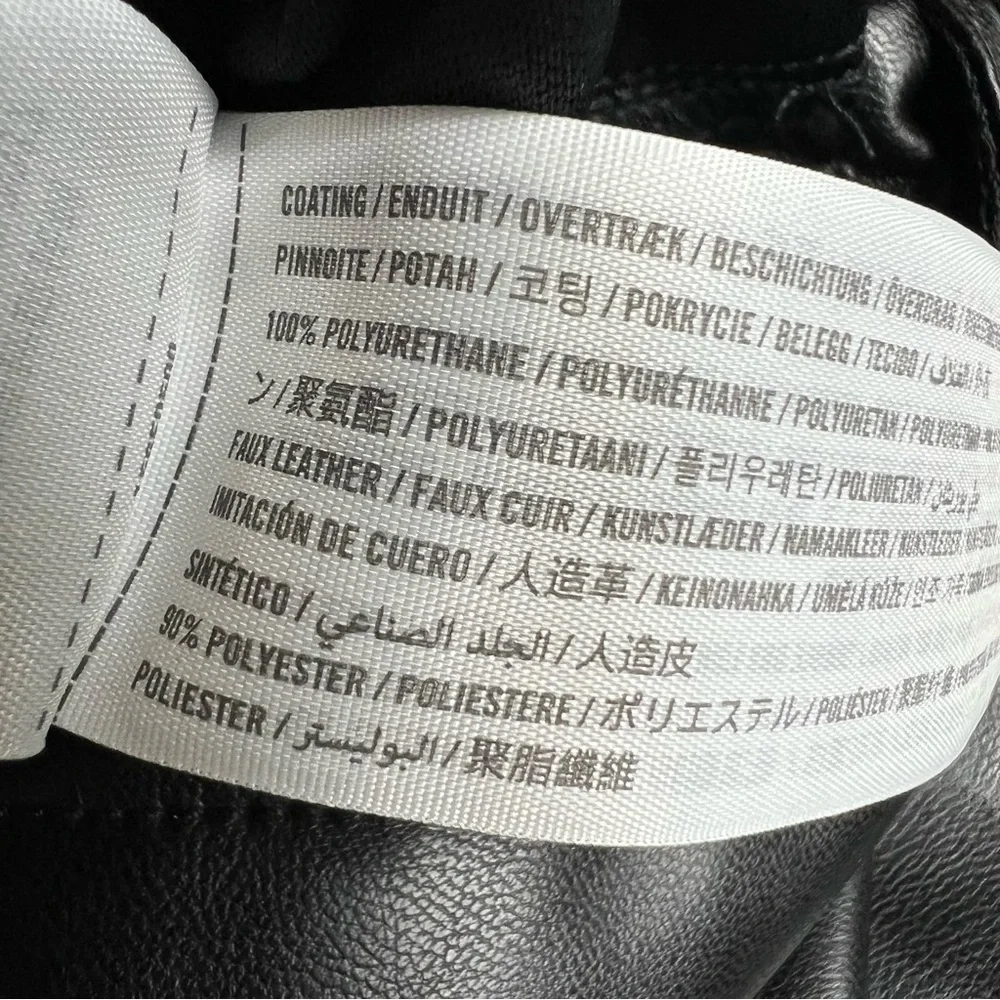 COATING / ENDUIT / OVERTRÆK / BESCHICHTUNG /
PINNOITE / POTAH / 코팅 / POKRYCIE / BELEGG / TECIDO /
100% POLYURETHANE / POLYURÉTHANNE / POLYURETAN /
ン / 聚氨酯 / POLYURETAANI / 폴리우레탄 / POLIURETAN /
FAUX LEATHER / FAUX CUIR / KUNSTLÆDER / NAMAAKLEER /
IMITACIÓN DE CUERO / 人造革 / KEINONAHKA / UMĚLÁ KŮŽE / 인조
SINTÉTICO / الجلد الصناعي / 人造皮
90% POLYESTER / POLIESTERE / ポリエステル / POLIÉSTER /
POLIESTER / البوليستر / 聚脂纖維